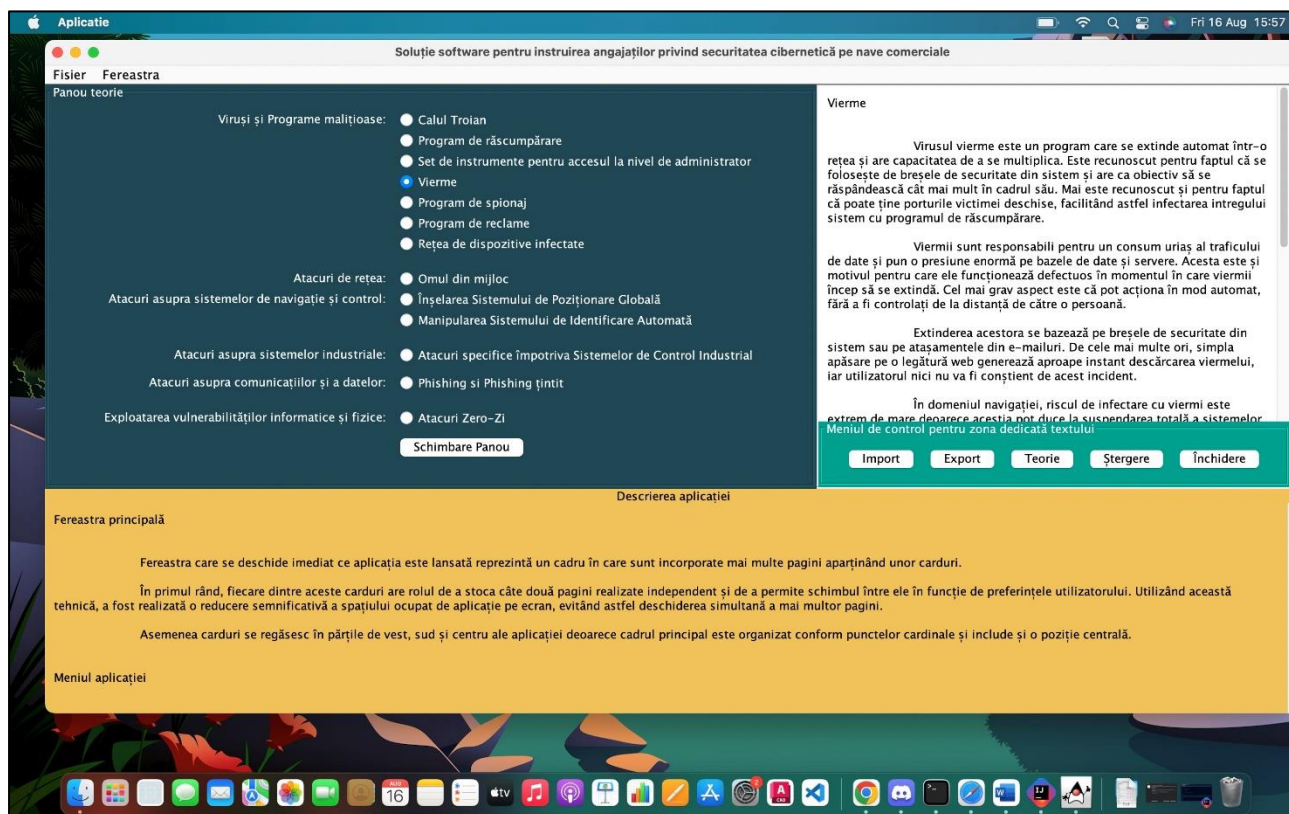 Aplicatie
Fri 16 Aug 15:57
Soluție software pentru instruirea angajaților privind securitatea cibernetică pe nave comerciale
Fisier Fereastra
Panou teorie
Viruși și Programe malițioase:
Calul Troian
Program de răscumpărare
Set de instrumente pentru accesul la nivel de administrator
Vierme
Program de spionaj
Program de reclame
Rețea de dispozitive infectate
Atacuri de rețea:
Omul din mijloc
Atacuri asupra sistemelor de navigație și control:
Înșelarea Sistemului de Poziționare Globală
Manipularea Sistemului de Identificare Automată
Atacuri asupra sistemelor industriale:
Atacuri specifice împotriva Sistemelor de Control Industrial
Atacuri asupra comunicațiilor și a datelor:
Phishing si Phishing țintit
Exploatarea vulnerabilităților informatice și fizice:
Atacuri Zero-Zi
Schimbare Panou
Vierme
Virusul vierme este un program care se extinde automat într-o
rețea și are capacitatea de a se multiplica. Este recunoscut pentru faptul că se
folosește de breșele de securitate din sistem și are ca obiectiv să se
răspândească cât mai mult în cadrul său. Mai este recunoscut și pentru faptul
că poate ține porturile victimei deschise, facilitând astfel infectarea intregului
sistem cu programul de răscumpărare.
Viermii sunt responsabili pentru un consum uriaș al traficului
de date și pun o presiune enormă pe bazele de date și servere. Acesta este și
motivul pentru care ele funcționează defectuos în momentul în care viermii
încep să se extindă. Cel mai grav aspect este că pot acționa în mod automat,
fără a fi controlați de la distanță de către o persoană.
Extinderea acestora se bazează pe breșele de securitate din
sistem sau pe atașamentele din e-mailuri. De cele mai multe ori, simpla
apăsare pe o legătură web generează aproape instant descărcarea viermelui,
iar utilizatorul nici nu va fi conștient de acest incident.
În domeniul navigației, riscul de infectare cu viermi este
extrem de mare deoarece aceștia pot duce la suspendarea totală a sistemelor
Meniul de control pentru zona dedicată textului
Import Export Teorie Ștergere Închidere
Descrierea aplicației
Fereastra principală
Fereastra care se deschide imediat ce aplicația este lansată reprezintă un cadru în care sunt incorporate mai multe pagini aparținând unor carduri.
În primul rând, fiecare dintre aceste carduri are rolul de a stoca câte două pagini realizate independent și de a permite schimbul între ele în funcție de preferințele utilizatorului. Utilizând această
tehnică, a fost realizată o reducere semnificativă a spațiului ocupat de aplicație pe ecran, evitând astfel deschiderea simultană a mai multor pagini.
Asemenea carduri se regăsesc în părțile de vest, sud și centru ale aplicației deoarece cadrul principal este organizat conform punctelor cardinale și include și o poziție centrală.
Meniul aplicației
AUG
16
tv
2
A
CAD
W
IJ